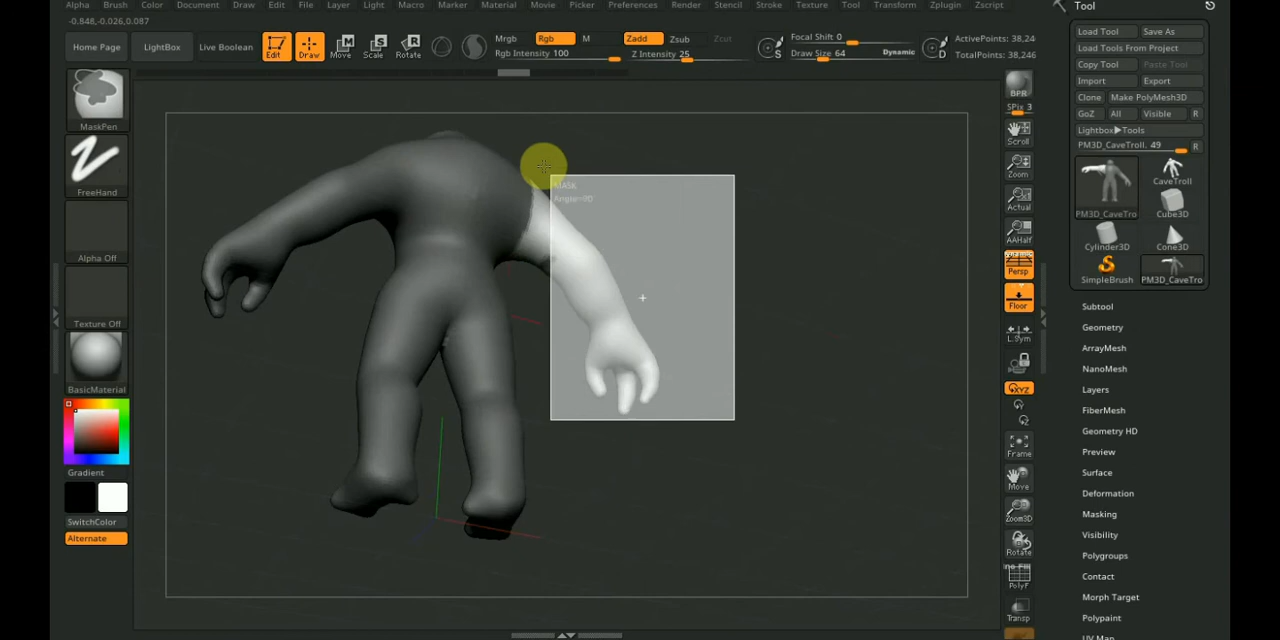 Alpha Brush Color Document Draw Edit File Layer Light Macro Marker Material Movie Picker Preferences Render Stencil Stroke Texture Tool Transform Zplugin Zscript
-0.848,-0.026,0.087
Home Page LightBox Live Boolean Edit Draw Move Scale Rotate
Mrgb Rgb M Zadd Zsub Zcut
Rgb Intensity 100 Z Intensity 25
Focal Shift 0
Draw Size 64 Dynamic
ActivePoints: 38,24
TotalPoints: 38,246
MaskPen
FreeHand
Alpha Off
Texture Off
BasicMaterial
Gradient
SwitchColor
Alternate
MASK
BPR
SPix 3
Scroll
Zoom
Actual
AAHalf
Persp
Floor
L.Sym
XYZ
Frame
Move
Zoom3D
Rotate
PolyF
Transp
Tool
Load Tool Save As
Load Tools From Project
Copy Tool Paste Tool
Import Export
Clone Make PolyMesh3D
GoZ All Visible R
Lightbox▶Tools
PM3D_CaveTroll. 49 R
PM3D_CaveTro
CaveTroll
Cube3D
Cylinder3D Cone3D
SimpleBrush PM3D_CaveTro
Subtool
Geometry
ArrayMesh
NanoMesh
Layers
FiberMesh
Geometry HD
Preview
Surface
Deformation
Masking
Visibility
Polygroups
Contact
Morph Target
Polypaint
UV Map